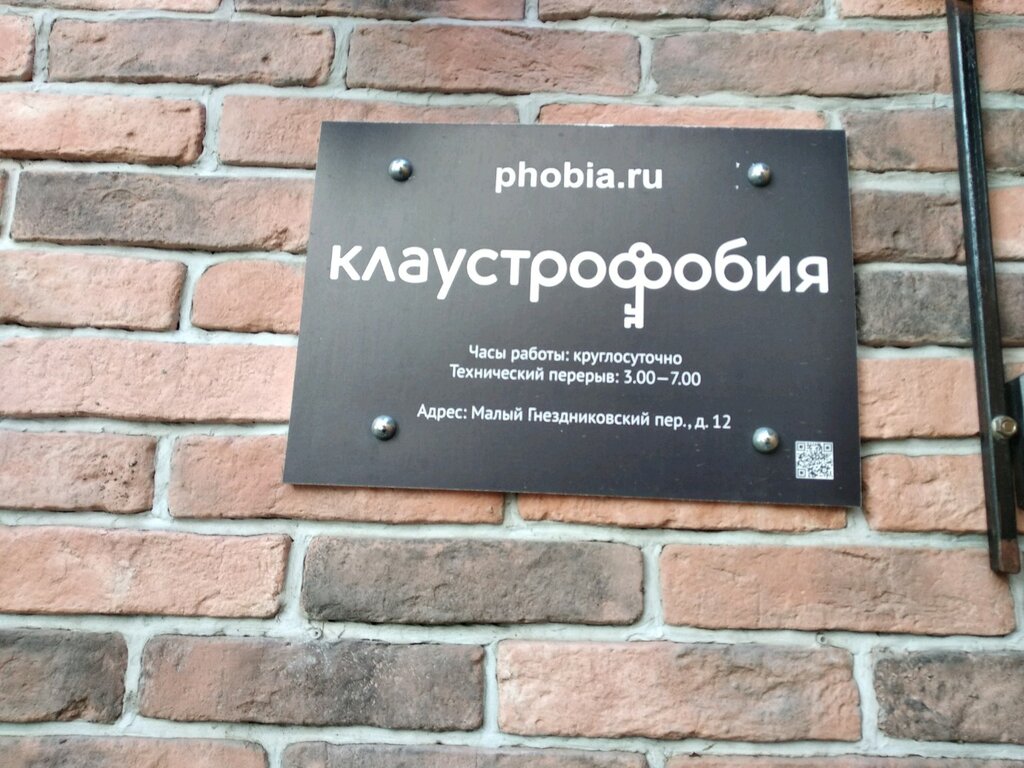 phobia.ru
клаустрофобия
Часы работы: круглосуточно
Технический перерыв: 3.00—7.00
Адрес: Малый Гнездниковский пер., д. 12